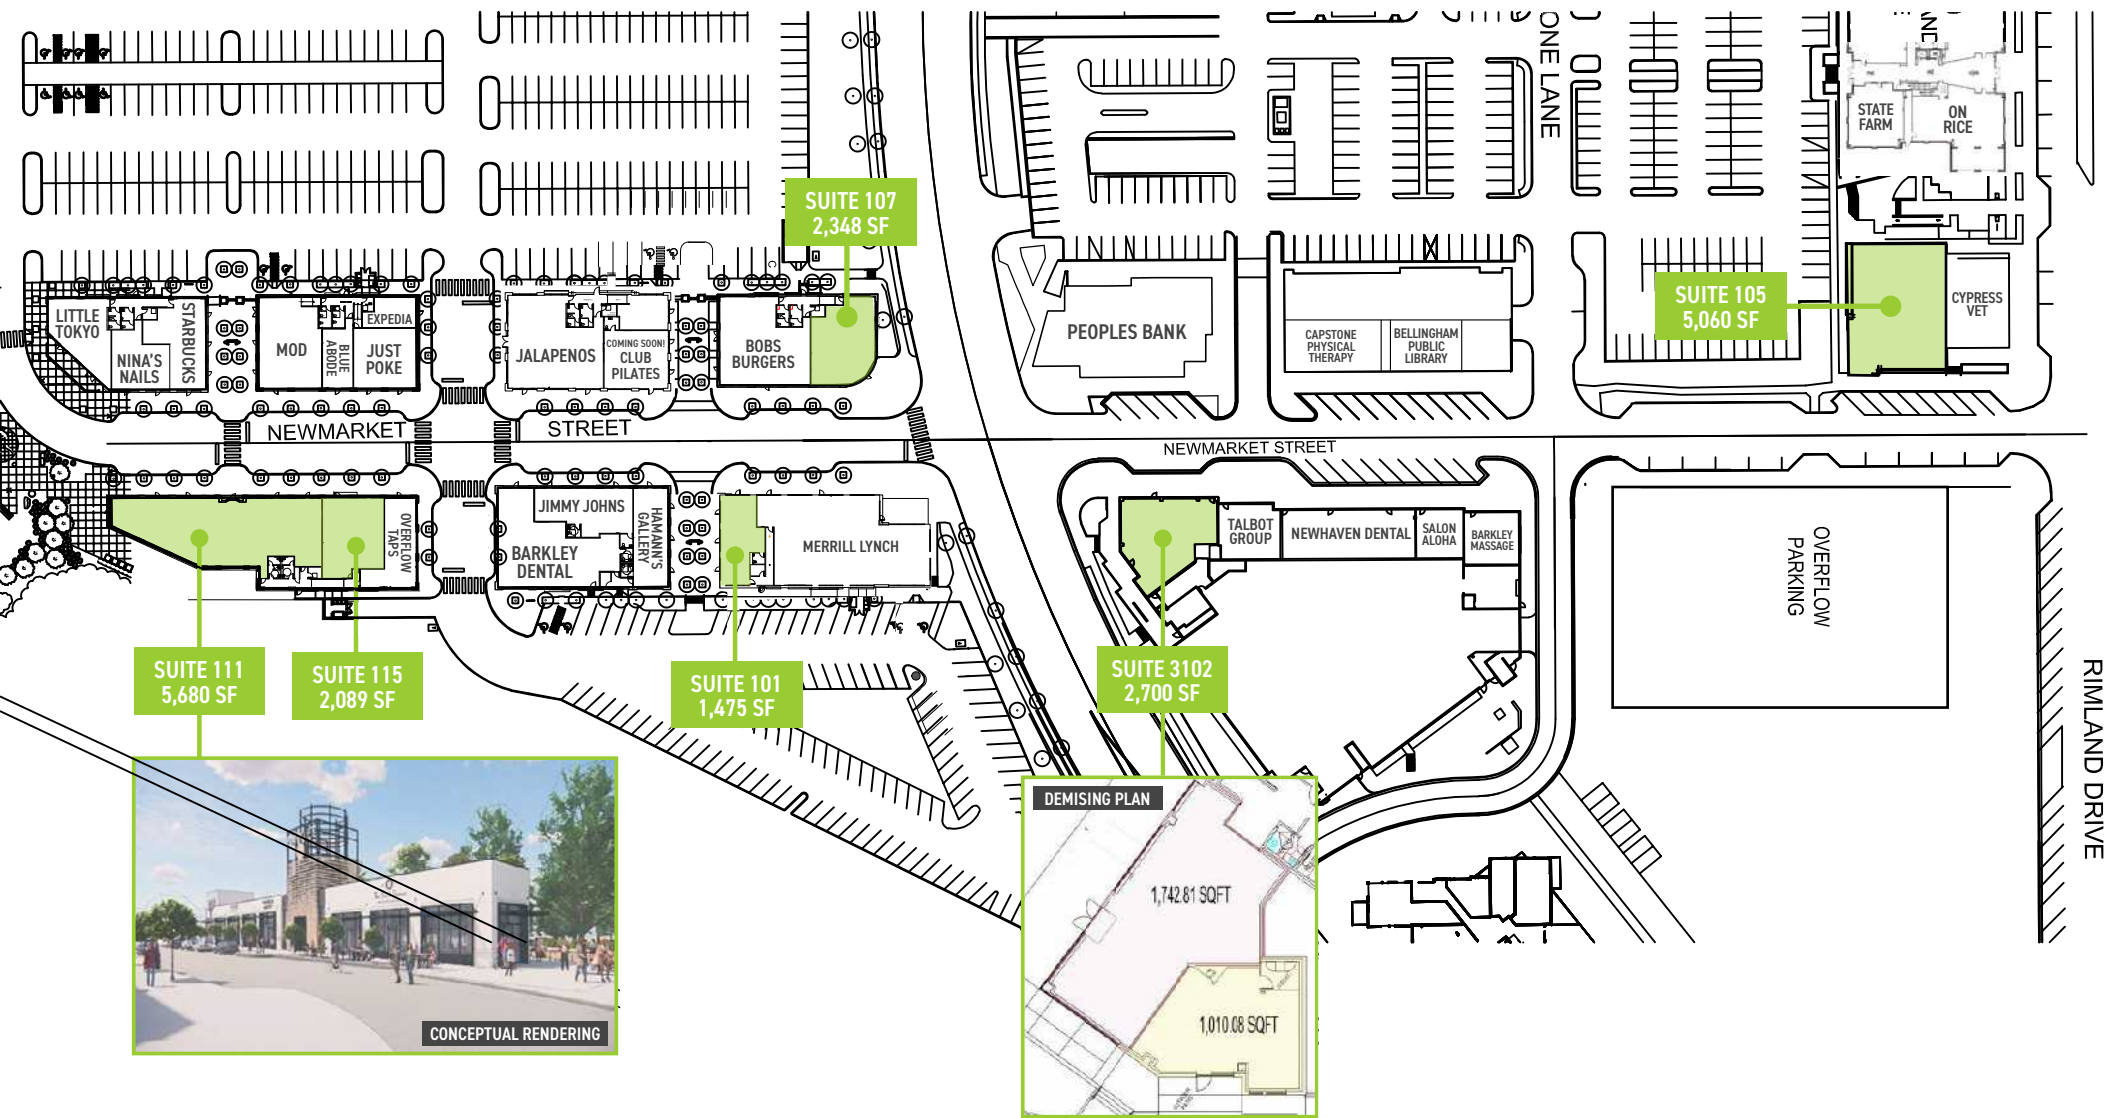 ONE LANE
ANE
STATE
FARM
ON
RICE
SUITE 107
2,348 SF
SUITE 105
5,060 SF
CYPRESS
VET
LITTLE
TOKYO
NINA'S
NAILS
STARBUCKS
MOD
BLUE
ABODE
EXPEDIA
JUST
POKE
JALAPENOS
COMING SOON!
CLUB
PILATES
BOBS
BURGERS
PEOPLES BANK
CAPSTONE
PHYSICAL
THERAPY
BELLINGHAM
PUBLIC
LIBRARY
NEWMARKET STREET
NEWMARKET STREET
OVERFLOW
TAPS
JIMMY JOHNS
BARKLEY
DENTAL
HAMANN'S
GALLERY
MERRILL LYNCH
TALBOT
GROUP
NEWHAVEN DENTAL
SALON
ALOHA
BARKLEY
MASSAGE
OVERFLOW
PARKING
RIMLAND DRIVE
SUITE 111
5,680 SF
SUITE 115
2,089 SF
SUITE 101
1,475 SF
SUITE 3102
2,700 SF
CONCEPTUAL RENDERING
DEMISING PLAN
1,742.81 SQFT
1,010.08 SQFT